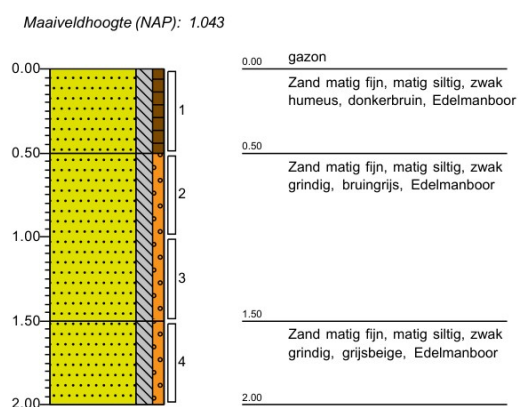 Maaiveldhoogte (NAP): 1.043
0.00
0.50
1.00
1.50
2.00
1
2
3
4
0.00 gazon
Zand matig fijn, matig siltig, zwak
humeus, donkerbruin, Edelmanboor
0.50
Zand matig fijn, matig siltig, zwak
grindig, bruingrijs, Edelmanboor
1.50
Zand matig fijn, matig siltig, zwak
grindig, grijsbeige, Edelmanboor
2.00